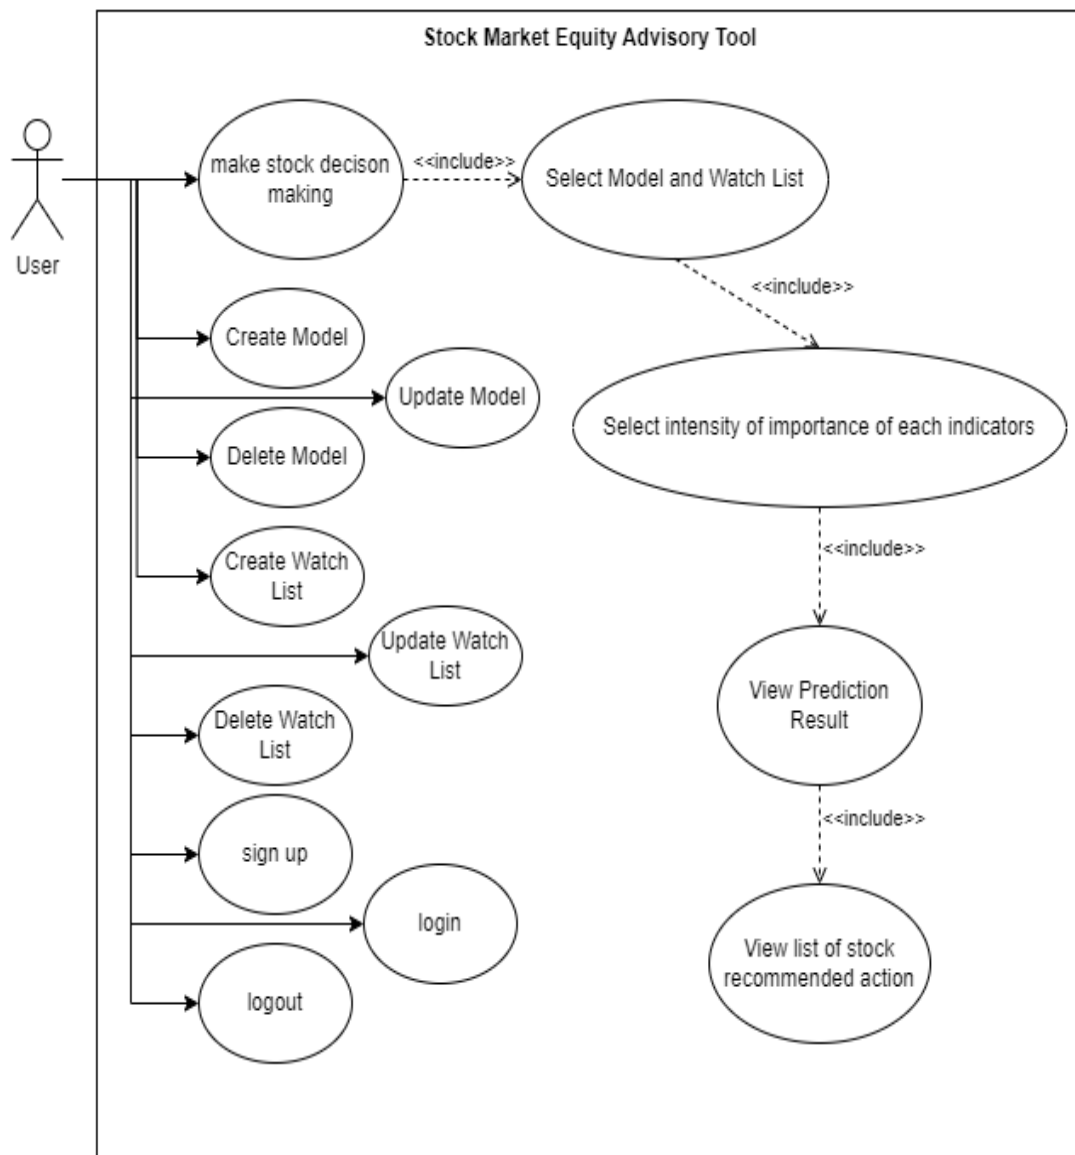 Stock Market Equity Advisory Tool
User
make stock decison
making
<<include>>
Select Model and Watch List
<<include>>
Create Model
Update Model
Select intensity of importance of each indicators
Delete Model
<<include>>
Create Watch
List
Update Watch
List
View Prediction
Result
Delete Watch
List
<<include>>
sign up
login
View list of stock
recommended action
logout